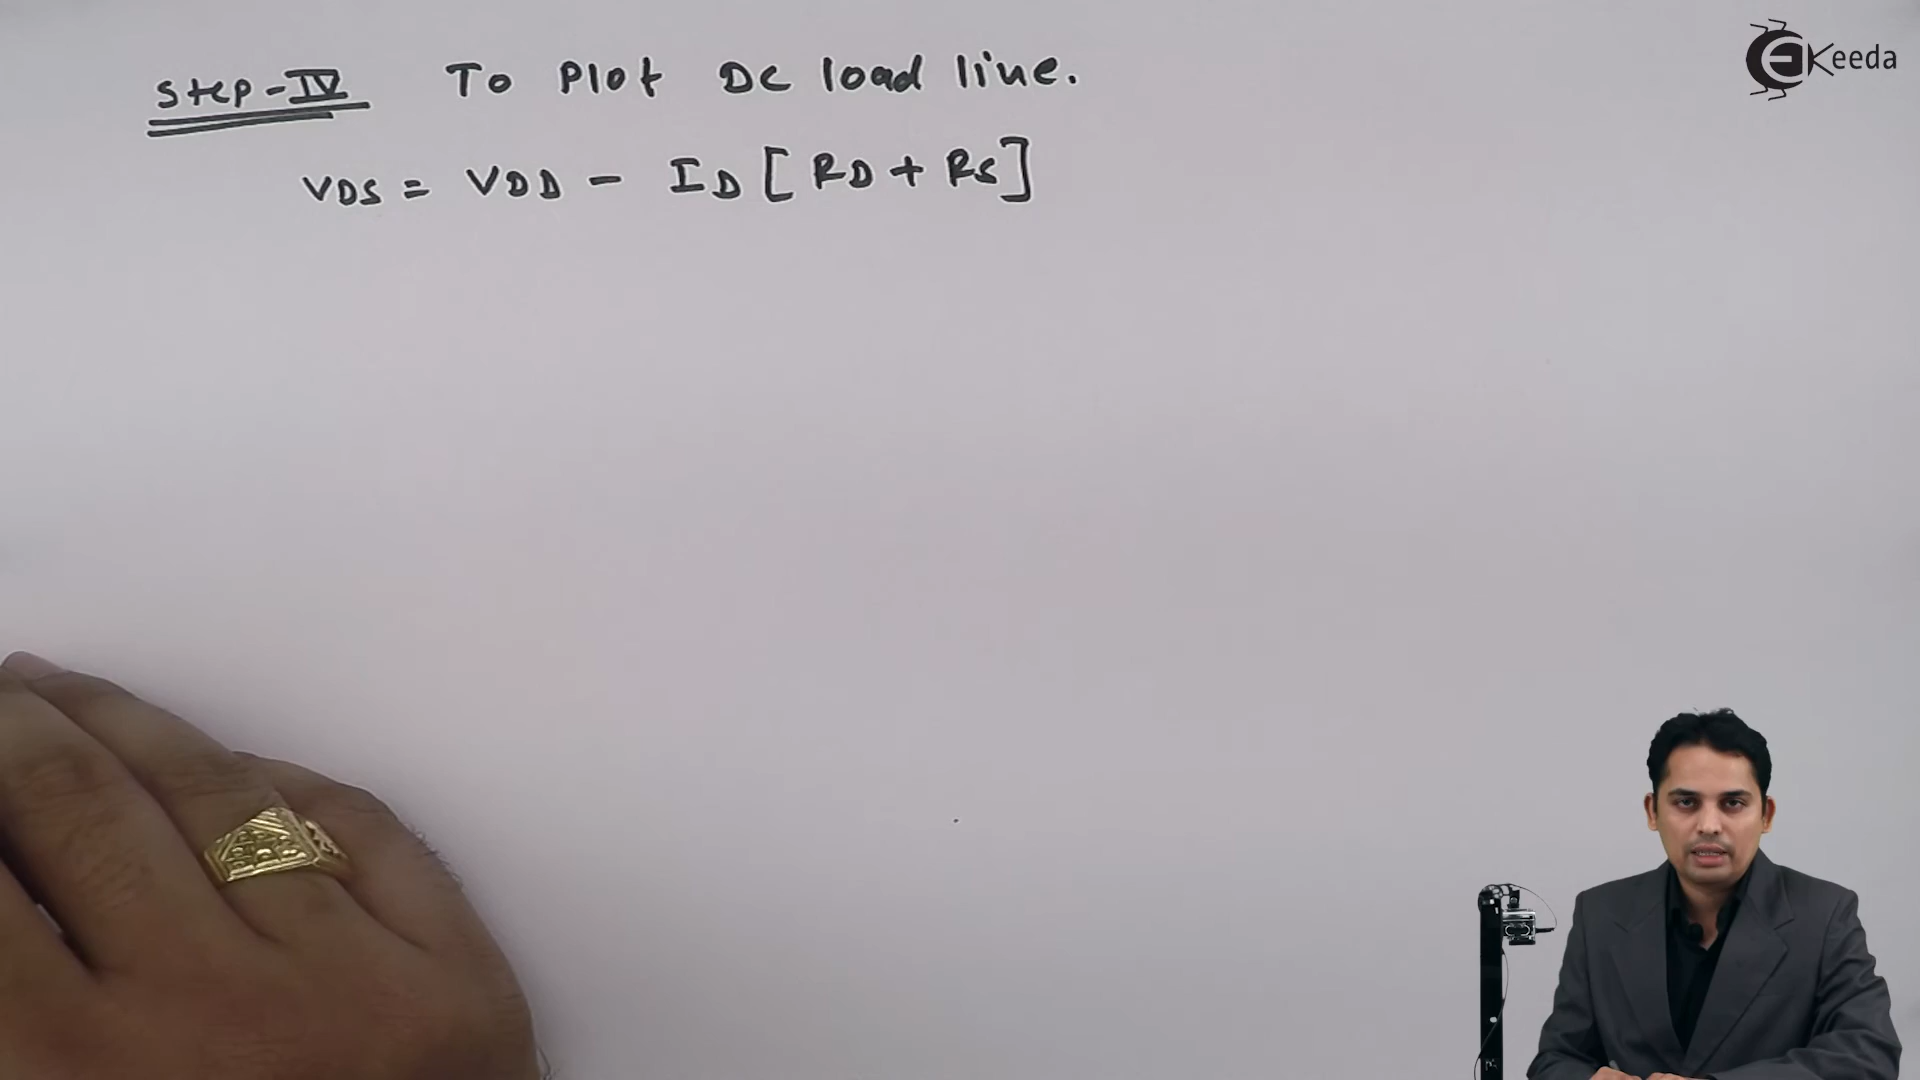 Step-IV To Plot DC load line.
VDS = VDD - ID [ RD + RS ]
EKeeda